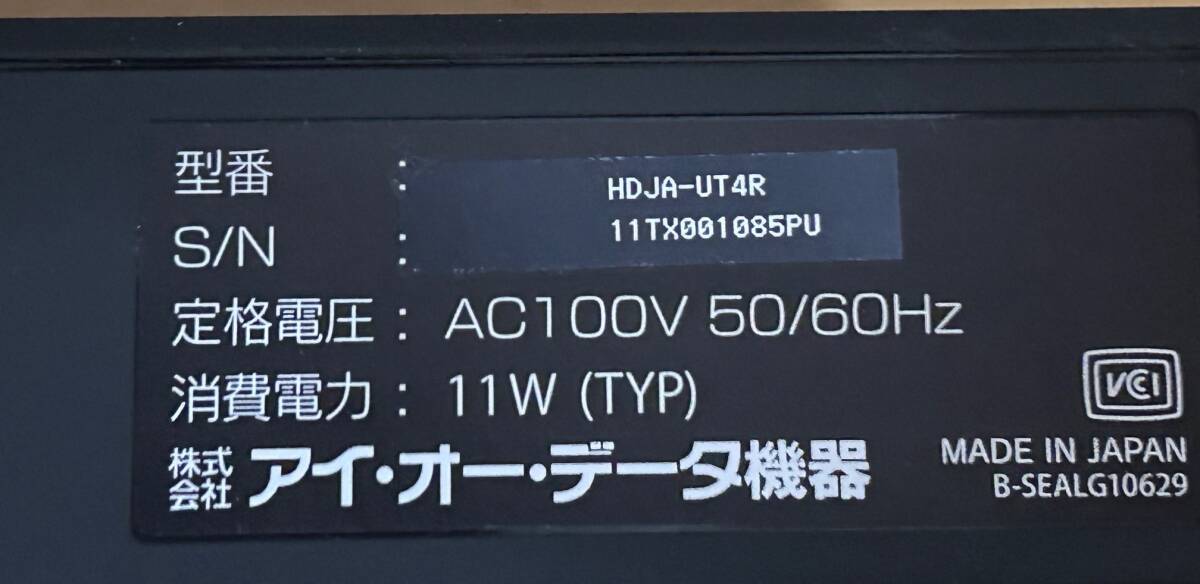 型番 : HDJA-UT4R
S/N : 11TX001085PU
定格電圧 : AC100V 50/60Hz
消費電力 : 11W (TYP)
株式会社 アイ・オー・データ機器
VCI
MADE IN JAPAN
B-SEALG10629